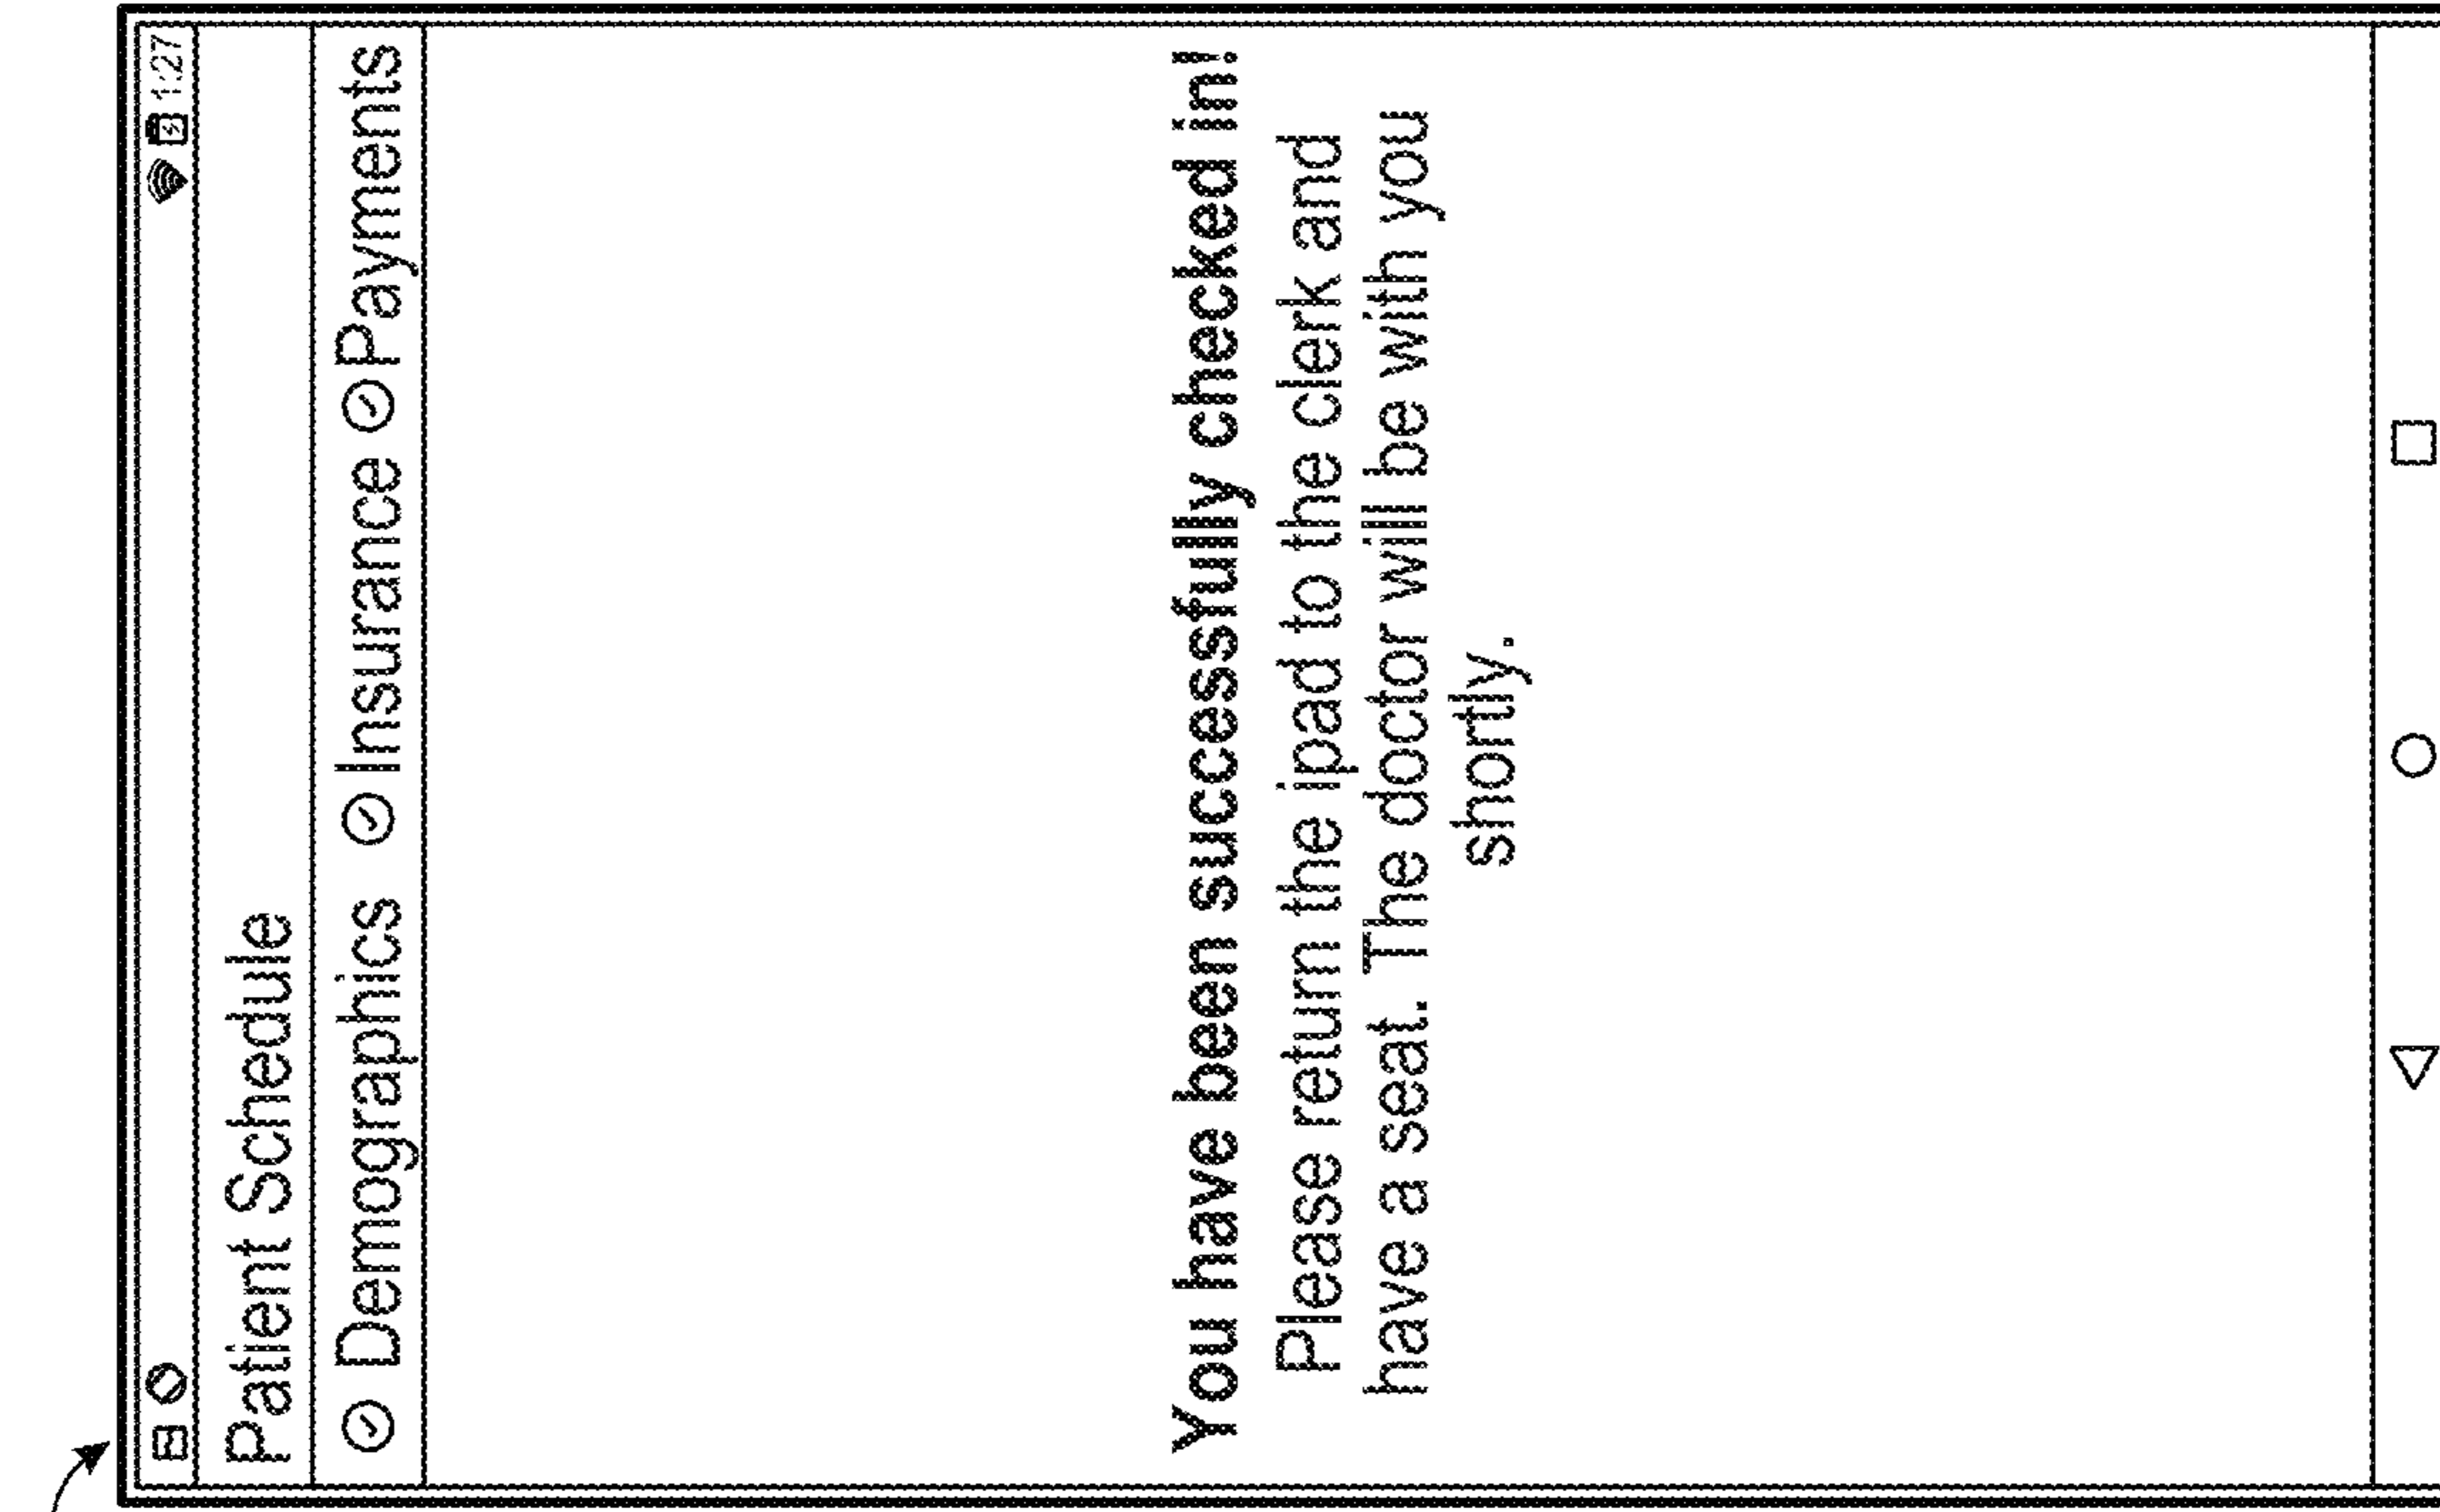 1:27
Patient Schedule
Demographics Insurance Payments
You have been successfully checked in!
Please return the ipad to the clerk and
have a seat. The doctor will be with you
shortly.